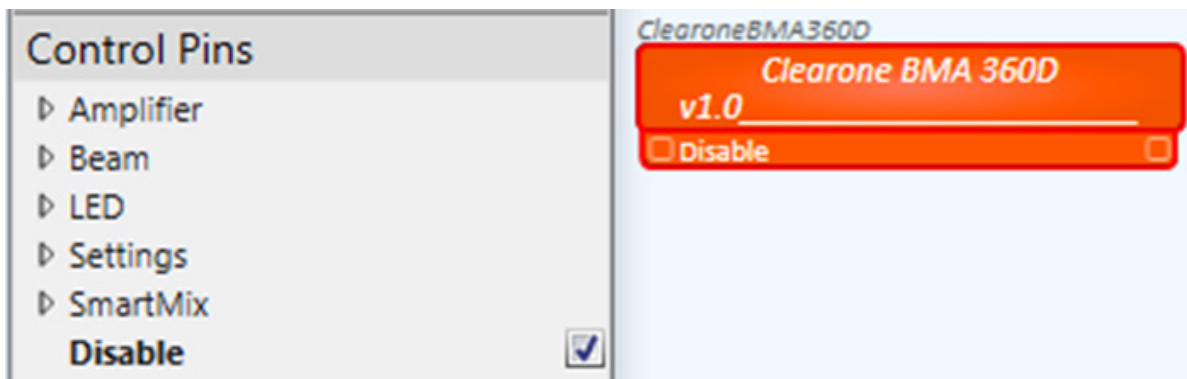 Control Pins
Amplifier
Beam
LED
Settings
SmartMix
Disable
ClearoneBMA360D
Clearone BMA 360D
v1.0
Disable